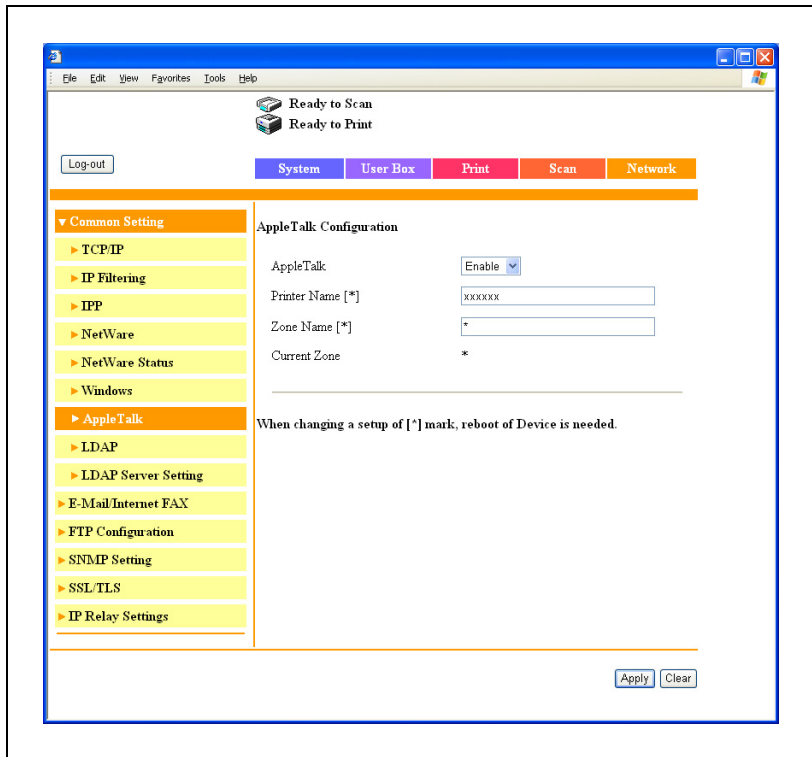 File Edit View Favorites Tools Help
Ready to Scan
Ready to Print
Log-out
System User Box Print Scan Network
Common Setting
TCP/IP
IP Filtering
IPP
NetWare
NetWare Status
Windows
AppleTalk
LDAP
LDAP Server Setting
E-Mail/Internet FAX
FTP Configuration
SNMP Setting
SSL/TLS
IP Relay Settings
AppleTalk Configuration
AppleTalk Enable
Printer Name [*] xxxxxx
Zone Name [*] *
Current Zone *
When changing a setup of [*] mark, reboot of Device is needed.
Apply Clear